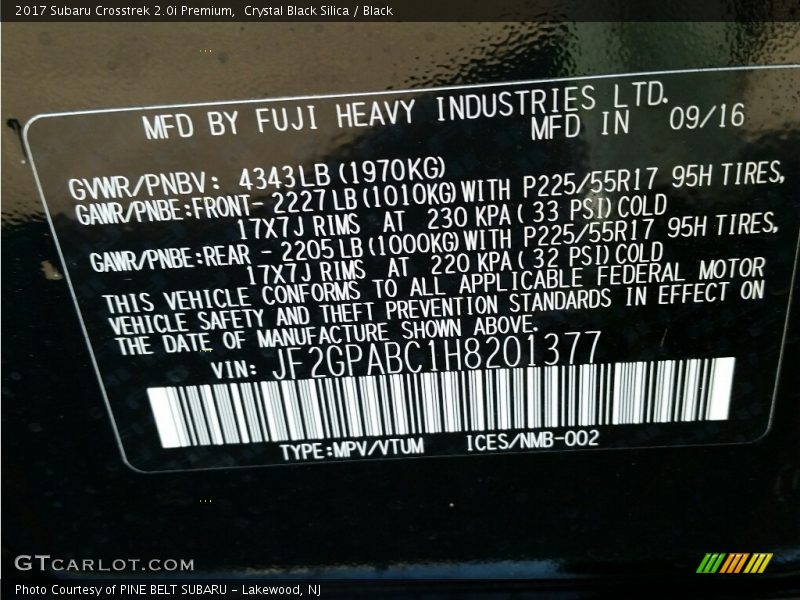 2017 Subaru Crosstrek 2.0i Premium,  Crystal Black Silica / Black
MFD BY FUJI HEAVY INDUSTRIES LTD.
MFD IN 09/16
GVWR/PNBV: 4343LB(1970KG)
GAWR/PNBE:FRONT- 2227LB(1010KG)WITH P225/55R17 95H TIRES,
17X7J RIMS AT 230 KPA( 33 PSI)COLD
GAWR/PNBE:REAR - 2205LB(1000KG)WITH P225/55R17 95H TIRES,
17X7J RIMS AT 220 KPA( 32 PSI)COLD
THIS VEHICLE CONFORMS TO ALL APPLICABLE FEDERAL MOTOR
VEHICLE SAFETY AND THEFT PREVENTION STANDARDS IN EFFECT ON
THE DATE OF MANUFACTURE SHOWN ABOVE.
VIN: JF2GPABC1H8201377
TYPE:MPV/VTUM ICES/NMB-002
GTCARLOT.COM
Photo Courtesy of PINE BELT SUBARU - Lakewood, NJ